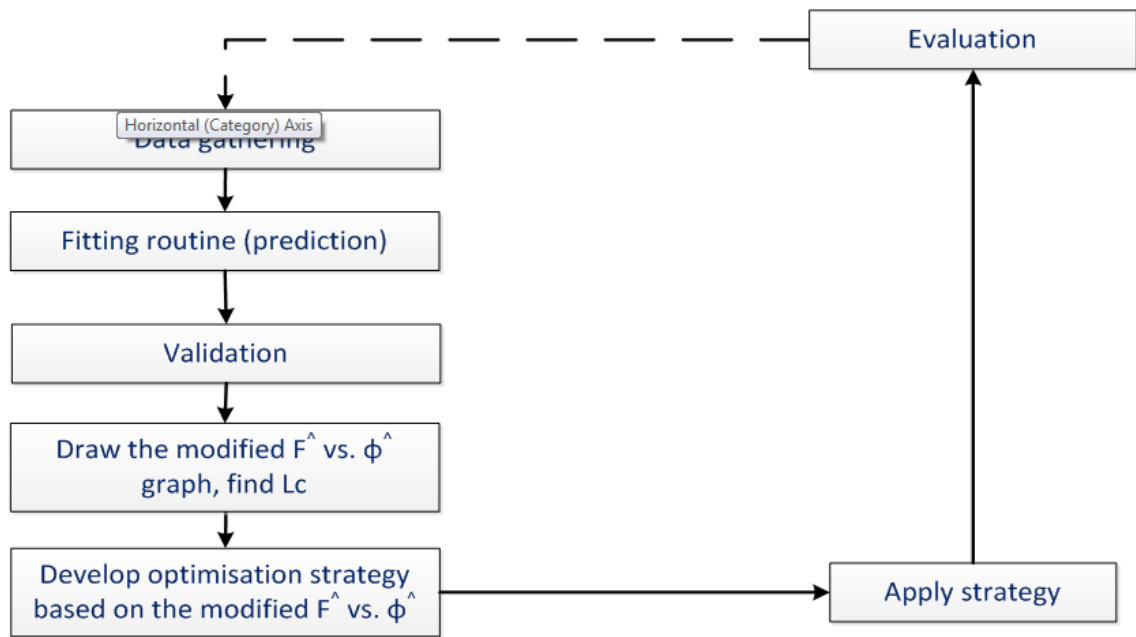 Evaluation
Horizontal (Category) Axis
Data gathering
Fitting routine (prediction)
Validation
Draw the modified F^ vs. ϕ^
graph, find Lc
Develop optimisation strategy
based on the modified F^ vs. ϕ^
Apply strategy